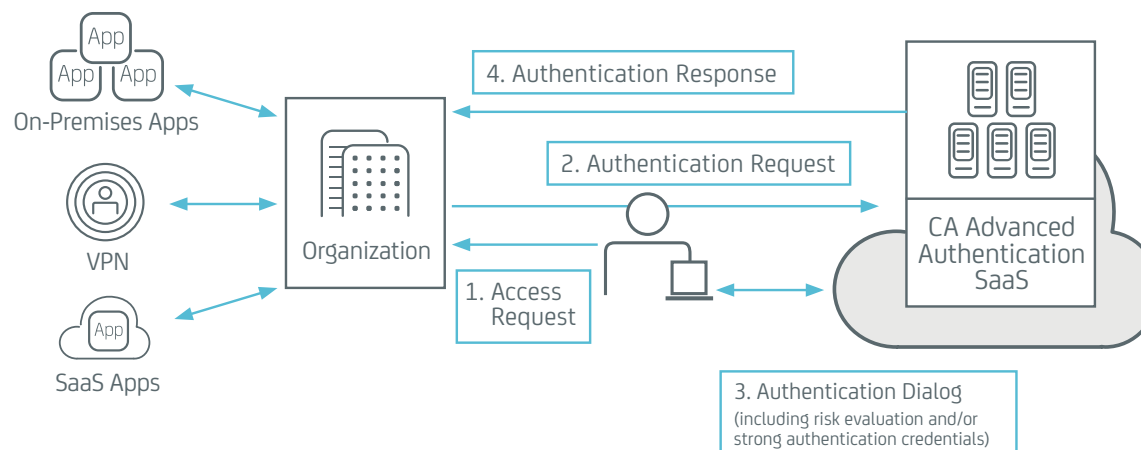 App
App
App
On-Premises Apps
VPN
App
SaaS Apps
Organization
4. Authentication Response
2. Authentication Request
1. Access
Request
CA Advanced
Authentication
SaaS
3. Authentication Dialog
(including risk evaluation and/or
strong authentication credentials)